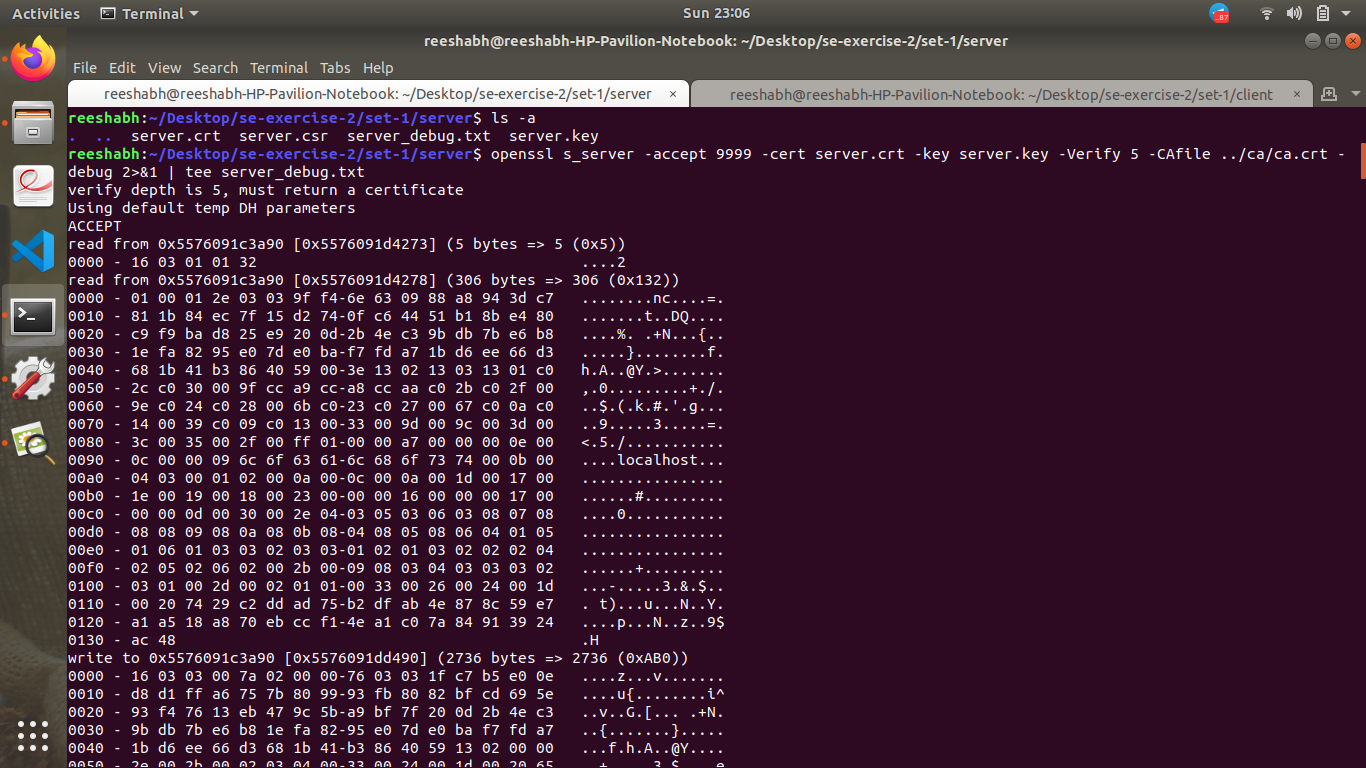 Activities
Terminal
Sun 23:06
.87
reeshabh@reeshabh-HP-Pavilion-Notebook: ~/Desktop/se-exercise-2/set-1/server
File Edit View Search Terminal Tabs Help
reeshabh@reeshabh-HP-Pavilion-Notebook: ~/Desktop/se-exercise-2/set-1/server ×
reeshabh@reeshabh-HP-Pavilion-Notebook: ~/Desktop/se-exercise-2/set-1/client ×
reeshabh:~/Desktop/se-exercise-2/set-1/server$ ls -a
.  ..  server.crt  server.csr  server_debug.txt  server.key
reeshabh:~/Desktop/se-exercise-2/set-1/server$ openssl s_server -accept 9999 -cert server.crt -key server.key -Verify 5 -CAfile ../ca/ca.crt -
debug 2>&1 | tee server_debug.txt
verify depth is 5, must return a certificate
Using default temp DH parameters
ACCEPT
read from 0x5576091c3a90 [0x5576091d4273] (5 bytes => 5 (0x5))
0000 - 16 03 01 01 32                                    ....2
read from 0x5576091c3a90 [0x5576091d4278] (306 bytes => 306 (0x132))
0000 - 01 00 01 2e 03 03 9f f4-6e 63 09 88 a8 94 3d c7   ........nc....=.
0010 - 81 1b 84 ec 7f 15 d2 74-0f c6 44 51 b1 8b e4 80   .......t..DQ....
0020 - c9 f9 ba d8 25 e9 20 0d-2b 4e c3 9b db 7b e6 b8   ....%. .+N...{..
0030 - 1e fa 82 95 e0 7d e0 ba-f7 fd a7 1b d6 ee 66 d3   .....}........f.
0040 - 68 1b 41 b3 86 40 59 00-3e 13 02 13 03 13 01 c0   h.A..@Y.>.......
0050 - 2c c0 30 00 9f cc a9 cc-a8 cc aa c0 2b c0 2f 00   ,.0.........+./.
0060 - 9e c0 24 c0 28 00 6b c0-23 c0 27 00 67 c0 0a c0   ..$.(.k.#.'.g...
0070 - 14 00 39 c0 09 c0 13 00-33 00 9d 00 9c 00 3d 00   ..9.....3.....=.
0080 - 3c 00 35 00 2f 00 ff 01-00 00 a7 00 00 00 0e 00   <.5./...........
0090 - 0c 00 00 09 6c 6f 63 61-6c 68 6f 73 74 00 0b 00   ....localhost...
00a0 - 04 03 00 01 02 00 0a 00-0c 00 0a 00 1d 00 17 00   ................
00b0 - 1e 00 19 00 18 00 23 00-00 00 16 00 00 00 17 00   ......#.........
00c0 - 00 00 0d 00 30 00 2e 04-03 05 03 06 03 08 07 08   ....0...........
00d0 - 08 08 09 08 0a 08 0b 08-04 08 05 08 06 04 01 05   ................
00e0 - 01 06 01 03 03 02 03 03-01 02 01 03 02 02 02 04   ................
00f0 - 02 05 02 06 02 00 2b 00-09 08 03 04 03 03 03 02   ......+.........
0100 - 03 01 00 2d 00 02 01 01-00 33 00 26 00 24 00 1d   ...-.....3.&.$..
0110 - 00 20 74 29 c2 dd ad 75-b2 df ab 4e 87 8c 59 e7   . t)...u...N..Y.
0120 - a1 a5 18 a8 70 eb cc f1-4e a1 c0 7a 84 91 39 24   ....p...N..z..9$
0130 - ac 48                                             .H
write to 0x5576091c3a90 [0x5576091dd490] (2736 bytes => 2736 (0xAB0))
0000 - 16 03 03 00 7a 02 00 00-76 03 03 1f c7 b5 e0 0e   ....z...v.......
0010 - d8 d1 ff a6 75 7b 80 99-93 fb 80 82 bf cd 69 5e   ....u{........i^
0020 - 93 f4 76 13 eb 47 9c 5b-a9 bf 7f 20 0d 2b 4e c3   ..v..G.[... .+N.
0030 - 9b db 7b e6 b8 1e fa 82-95 e0 7d e0 ba f7 fd a7   ..{.......}.....
0040 - 1b d6 ee 66 d3 68 1b 41-b3 86 40 59 13 02 00 00   ...f.h.A..@Y....
0050 - 2e 00 2b 00 02 03 04 00-33 00 24 00 1d 00 20 65   ..+.....3.$... e